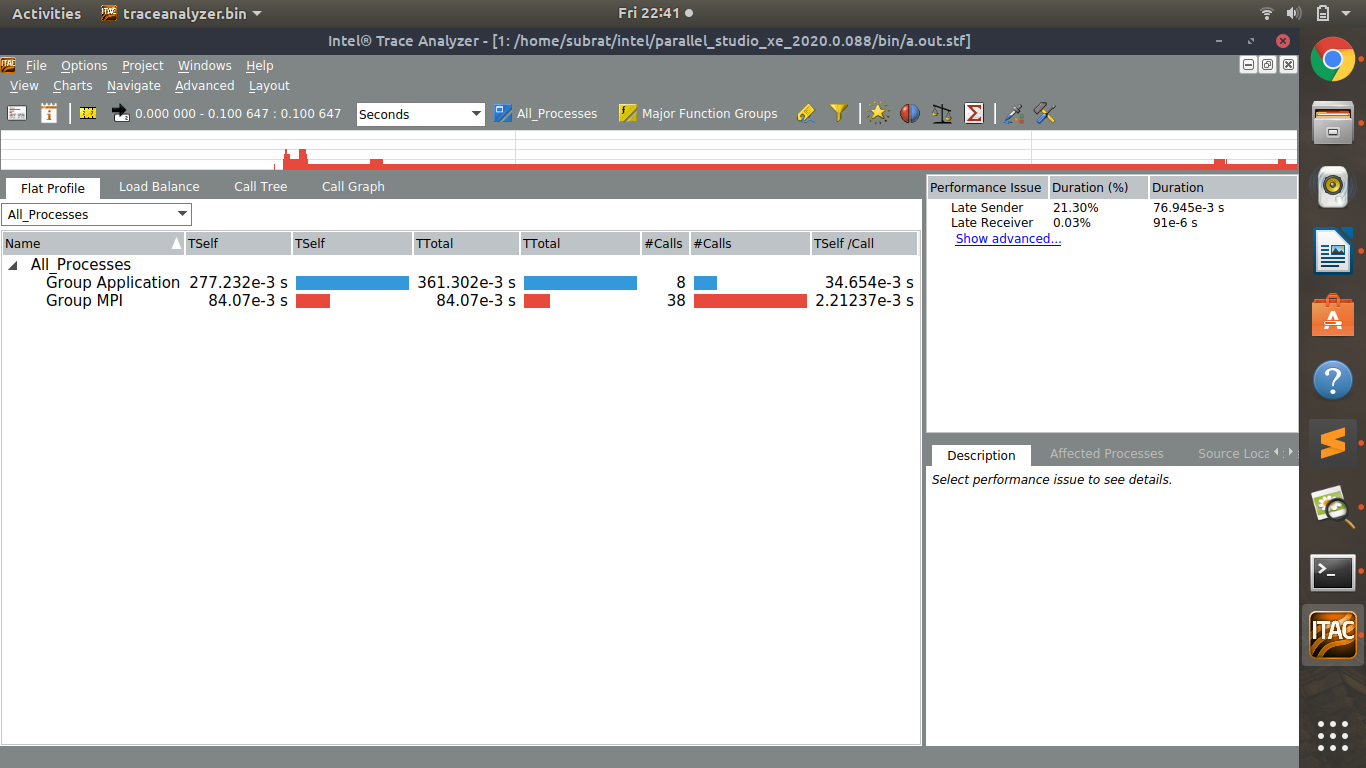 Activities traceanalyzer.bin Fri 22:41
Intel® Trace Analyzer - [1: /home/subrat/intel/parallel_studio_xe_2020.0.088/bin/a.out.stf]
ITAC File Options Project Windows Help
View Charts Navigate Advanced Layout
0.000 000 - 0.100 647 : 0.100 647 Seconds All_Processes Major Function Groups
Flat Profile Load Balance Call Tree Call Graph
All_Processes
Name TSelf TSelf TTotal TTotal #Calls #Calls TSelf /Call
All_Processes
Group Application 277.232e-3 s 361.302e-3 s 8 34.654e-3 s
Group MPI 84.07e-3 s 84.07e-3 s 38 2.21237e-3 s
Performance Issue Duration (%) Duration
Late Sender 21.30% 76.945e-3 s
Late Receiver 0.03% 91e-6 s
Show advanced...
Description Affected Processes Source Loca
Select performance issue to see details.
ITAC